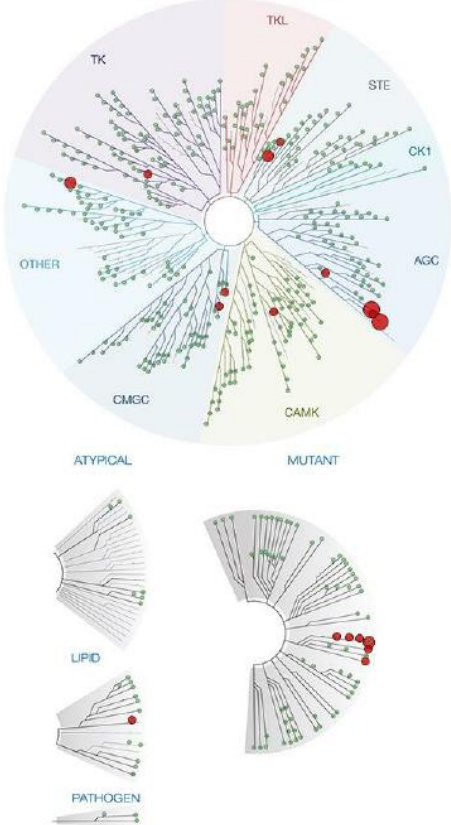 TKL
TK
STE
CK1
AGC
OTHER
CMGC
CAMK
ATYPICAL
MUTANT
LIPID
PATHOGEN